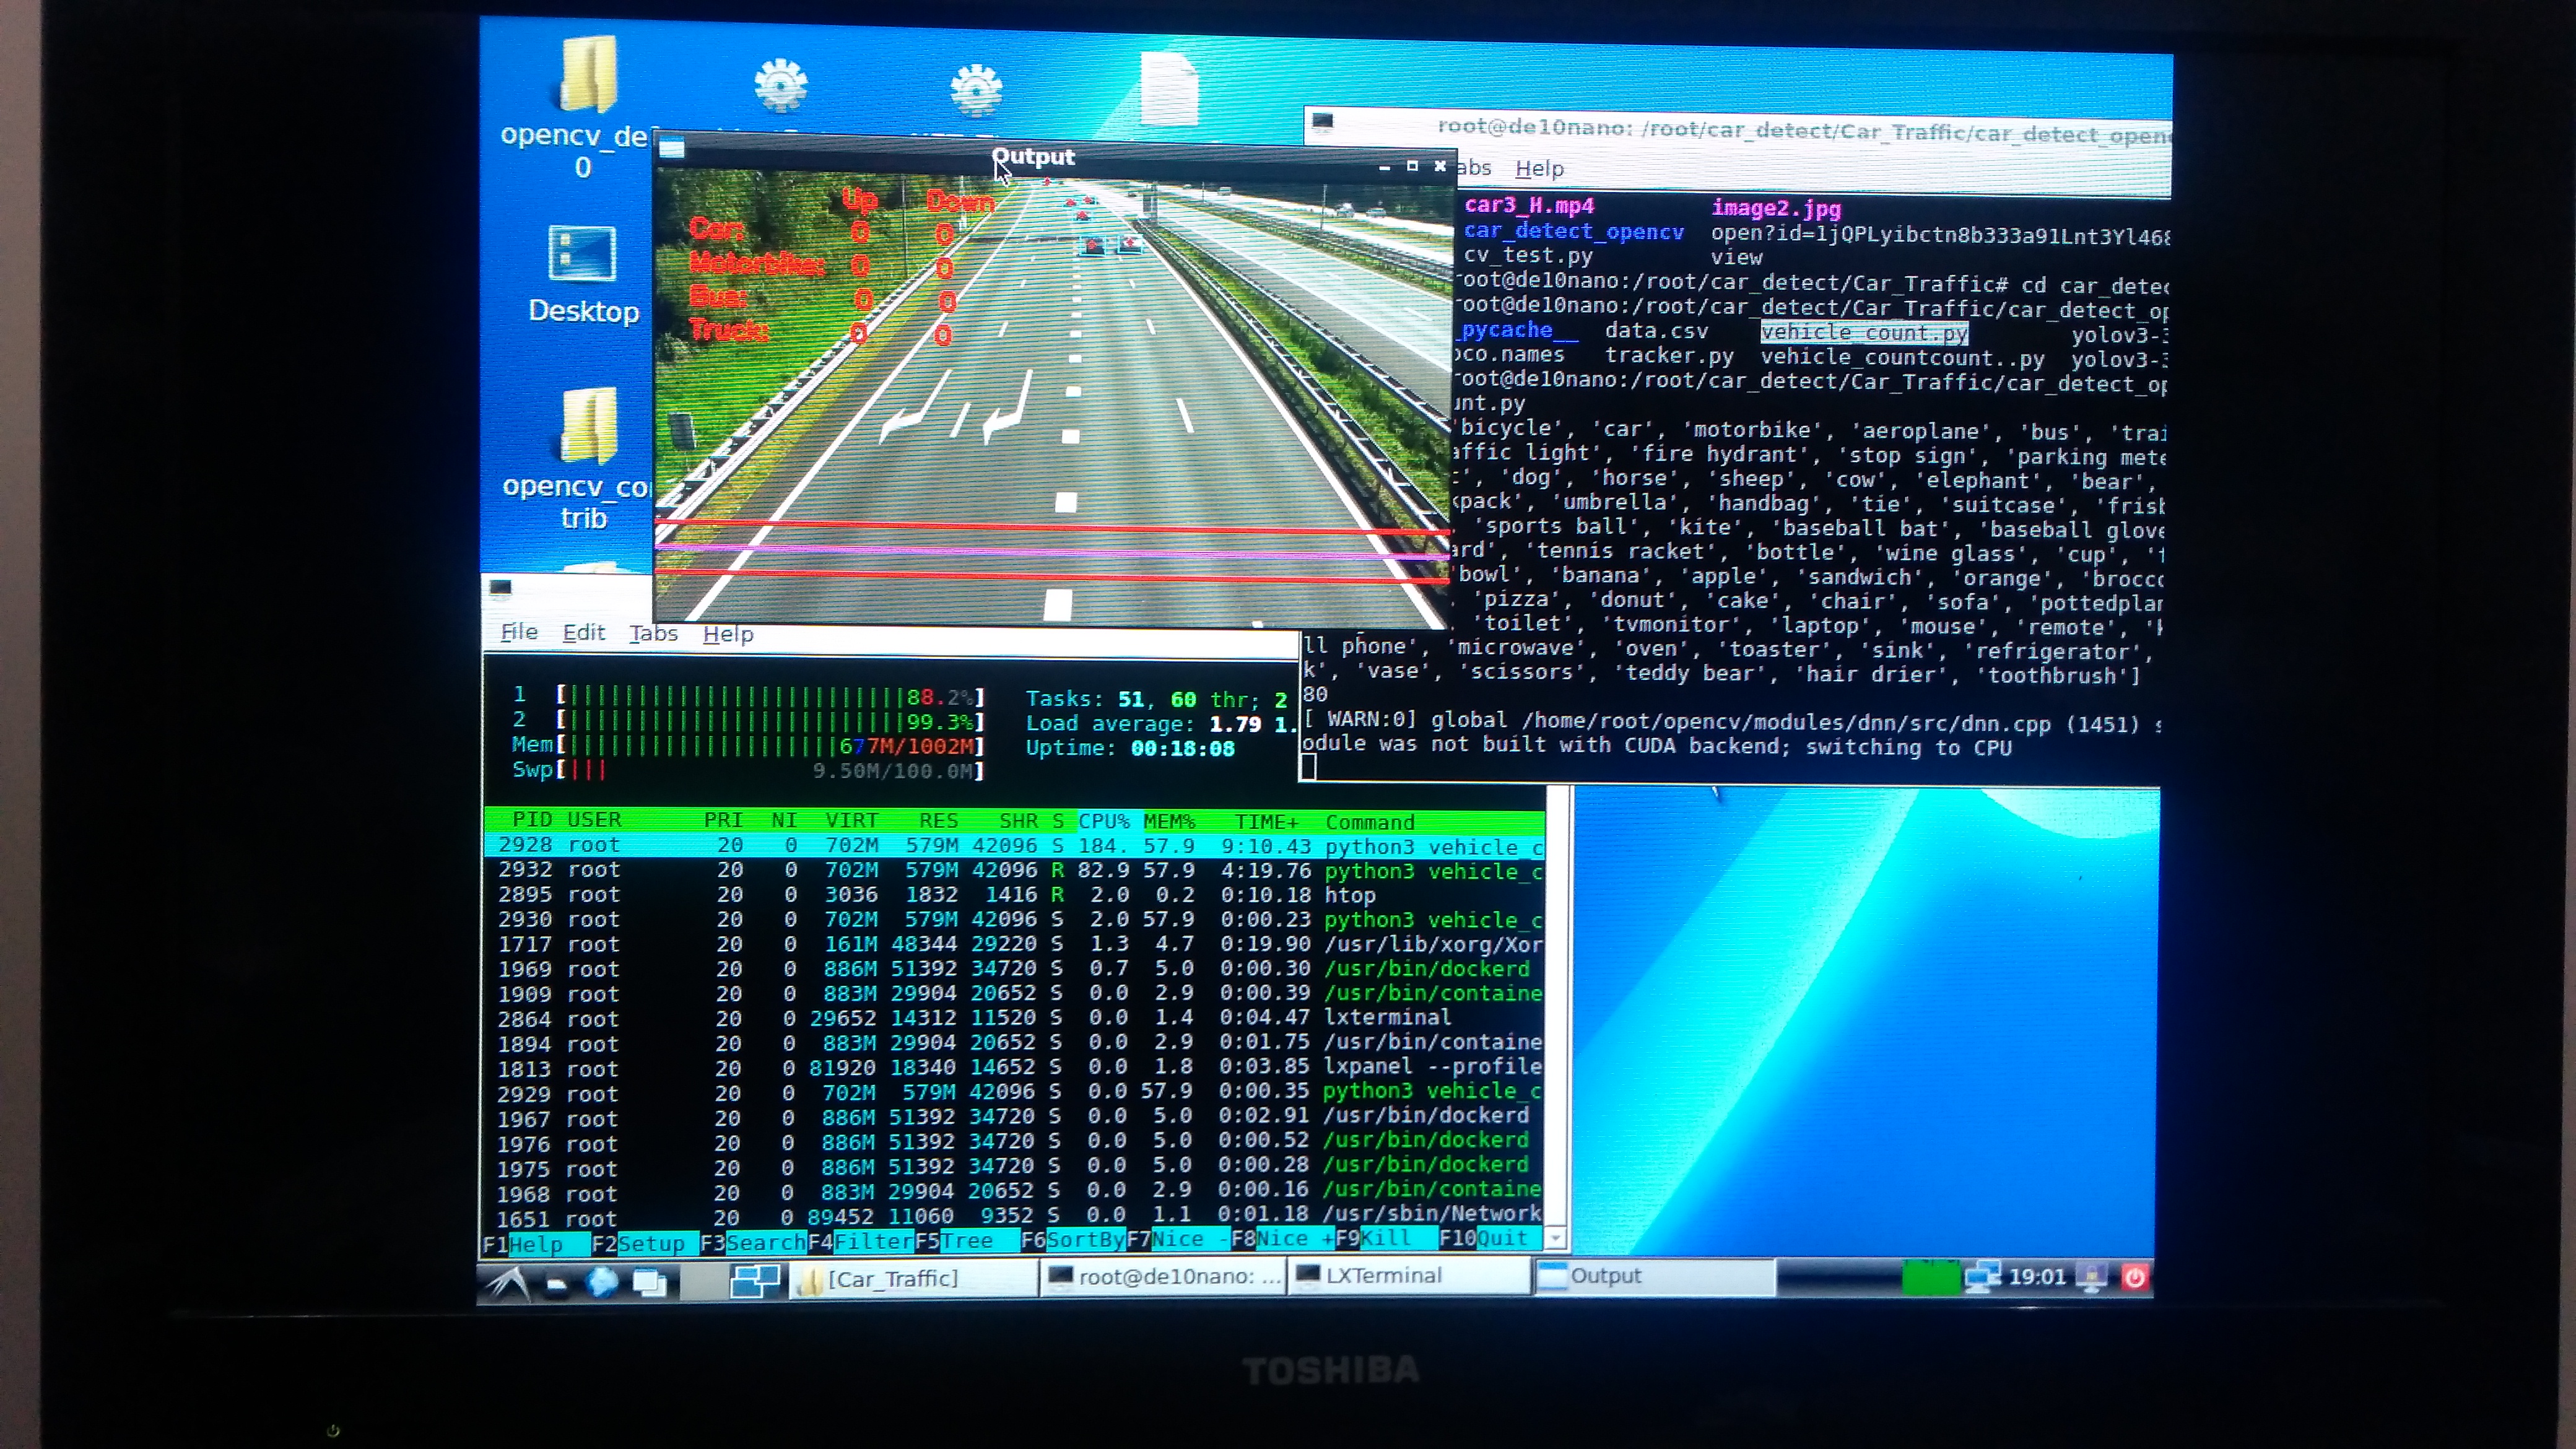 opencv_de
0
Desktop
opencv_co
trib
Output
Up Down
Car: 0 0
Motorbike: 0 0
Bus: 0 0
Truck: 0 0
root@de10nano: /root/car_detect/Car_Traffic/car_detect_openc
abs Help
car3_H.mp4 image2.jpg
car_detect_opencv open?id=1jQPLyibctn8b333a91Lnt3Yl468
cv_test.py view
root@de10nano:/root/car_detect/Car_Traffic# cd car_detec
root@de10nano:/root/car_detect/Car_Traffic/car_detect_op
_pycache__ data.csv vehicle_count.py yolov3-3
oco.names tracker.py vehicle_countcount..py yolov3-3
root@de10nano:/root/car_detect/Car_Traffic/car_detect_op
unt.py
'bicycle', 'car', 'motorbike', 'aeroplane', 'bus', 'trai
affic light', 'fire hydrant', 'stop sign', 'parking mete
t', 'dog', 'horse', 'sheep', 'cow', 'elephant', 'bear',
kpack', 'umbrella', 'handbag', 'tie', 'suitcase', 'frisb
, 'sports ball', 'kite', 'baseball bat', 'baseball glove
ard', 'tennis racket', 'bottle', 'wine glass', 'cup', 'f
'bowl', 'banana', 'apple', 'sandwich', 'orange', 'brocco
, 'pizza', 'donut', 'cake', 'chair', 'sofa', 'pottedplan
, 'toilet', 'tvmonitor', 'laptop', 'mouse', 'remote', 'k
ll phone', 'microwave', 'oven', 'toaster', 'sink', 'refrigerator',
k', 'vase', 'scissors', 'teddy bear', 'hair drier', 'toothbrush']
80
[ WARN:0] global /home/root/opencv/modules/dnn/src/dnn.cpp (1451) s
odule was not built with CUDA backend; switching to CPU
File Edit Tabs Help
1 [88.2%] Tasks: 51, 60 thr; 2
2 [99.3%] Load average: 1.79 1.
Mem[677M/1002M] Uptime: 00:18:08
Swp[9.50M/100.0M]
PID USER PRI NI VIRT RES SHR S CPU% MEM% TIME+ Command
2928 root 20 0 702M 579M 42096 S 184. 57.9 9:10.43 python3 vehicle_c
2932 root 20 0 702M 579M 42096 R 82.9 57.9 4:19.76 python3 vehicle_c
2895 root 20 0 3036 1832 1416 R 2.0 0.2 0:10.18 htop
2930 root 20 0 702M 579M 42096 S 2.0 57.9 0:00.23 python3 vehicle_c
1717 root 20 0 161M 48344 29220 S 1.3 4.7 0:19.90 /usr/lib/xorg/Xor
1969 root 20 0 886M 51392 34720 S 0.7 5.0 0:00.30 /usr/bin/dockerd
1909 root 20 0 883M 29904 20652 S 0.0 2.9 0:00.39 /usr/bin/containe
2864 root 20 0 29652 14312 11520 S 0.0 1.4 0:04.47 lxterminal
1894 root 20 0 883M 29904 20652 S 0.0 2.9 0:01.75 /usr/bin/containe
1813 root 20 0 81920 18340 14652 S 0.0 1.8 0:03.85 lxpanel --profile
2929 root 20 0 702M 579M 42096 S 0.0 57.9 0:00.35 python3 vehicle_c
1967 root 20 0 886M 51392 34720 S 0.0 5.0 0:02.91 /usr/bin/dockerd
1976 root 20 0 886M 51392 34720 S 0.0 5.0 0:00.52 /usr/bin/dockerd
1975 root 20 0 886M 51392 34720 S 0.0 5.0 0:00.28 /usr/bin/dockerd
1968 root 20 0 883M 29904 20652 S 0.0 2.9 0:00.16 /usr/bin/containe
1651 root 20 0 89452 11060 9352 S 0.0 1.1 0:01.18 /usr/sbin/Network
F1Help F2Setup F3SearchF4FilterF5Tree F6SortByF7Nice -F8Nice +F9Kill F10Quit
[Car_Traffic] root@de10nano: ... LXTerminal Output 19:01
TOSHIBA